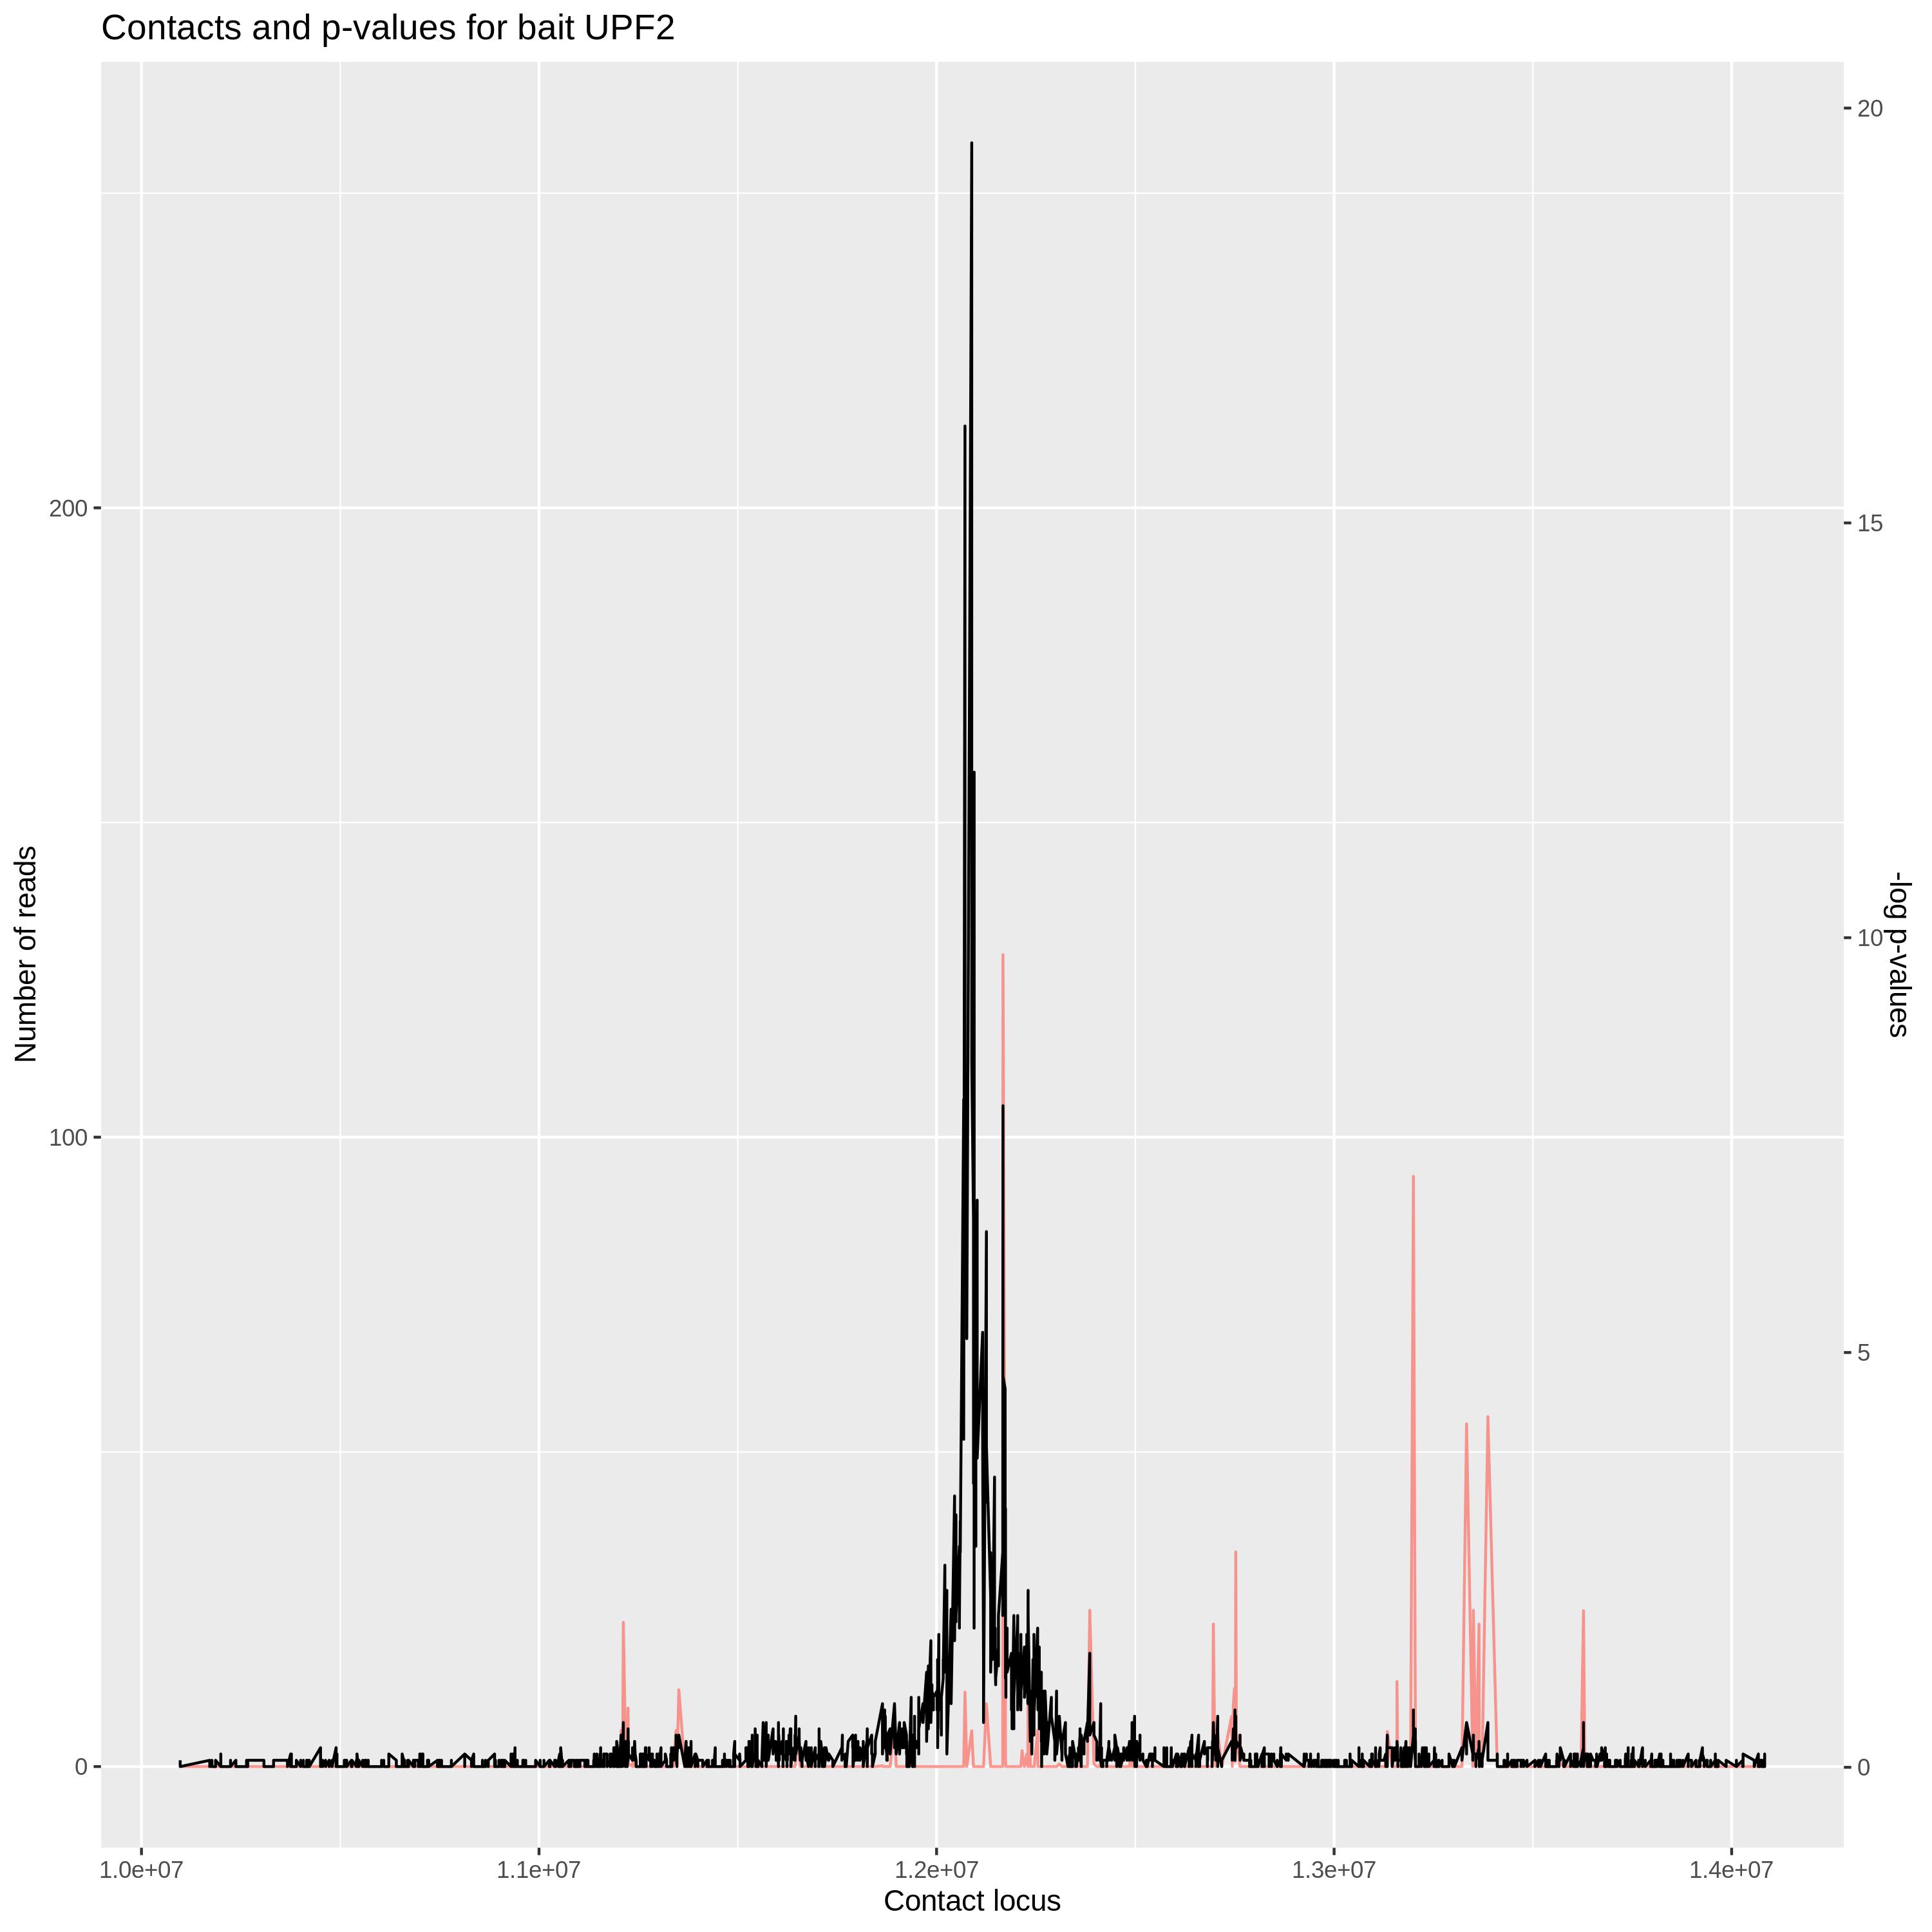 Contacts and p-values for bait UPF2
20
200
15
Number of reads
-log p-values
10
100
5
0
0
1.0e+07 1.1e+07 1.2e+07 1.3e+07 1.4e+07
Contact locus